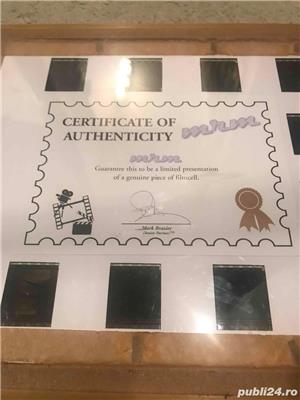 CERTIFICATE OF
AUTHENTICITY
Guarantee this to be a limited presentation
of a genuine piece of filmcell.
publi24.ro